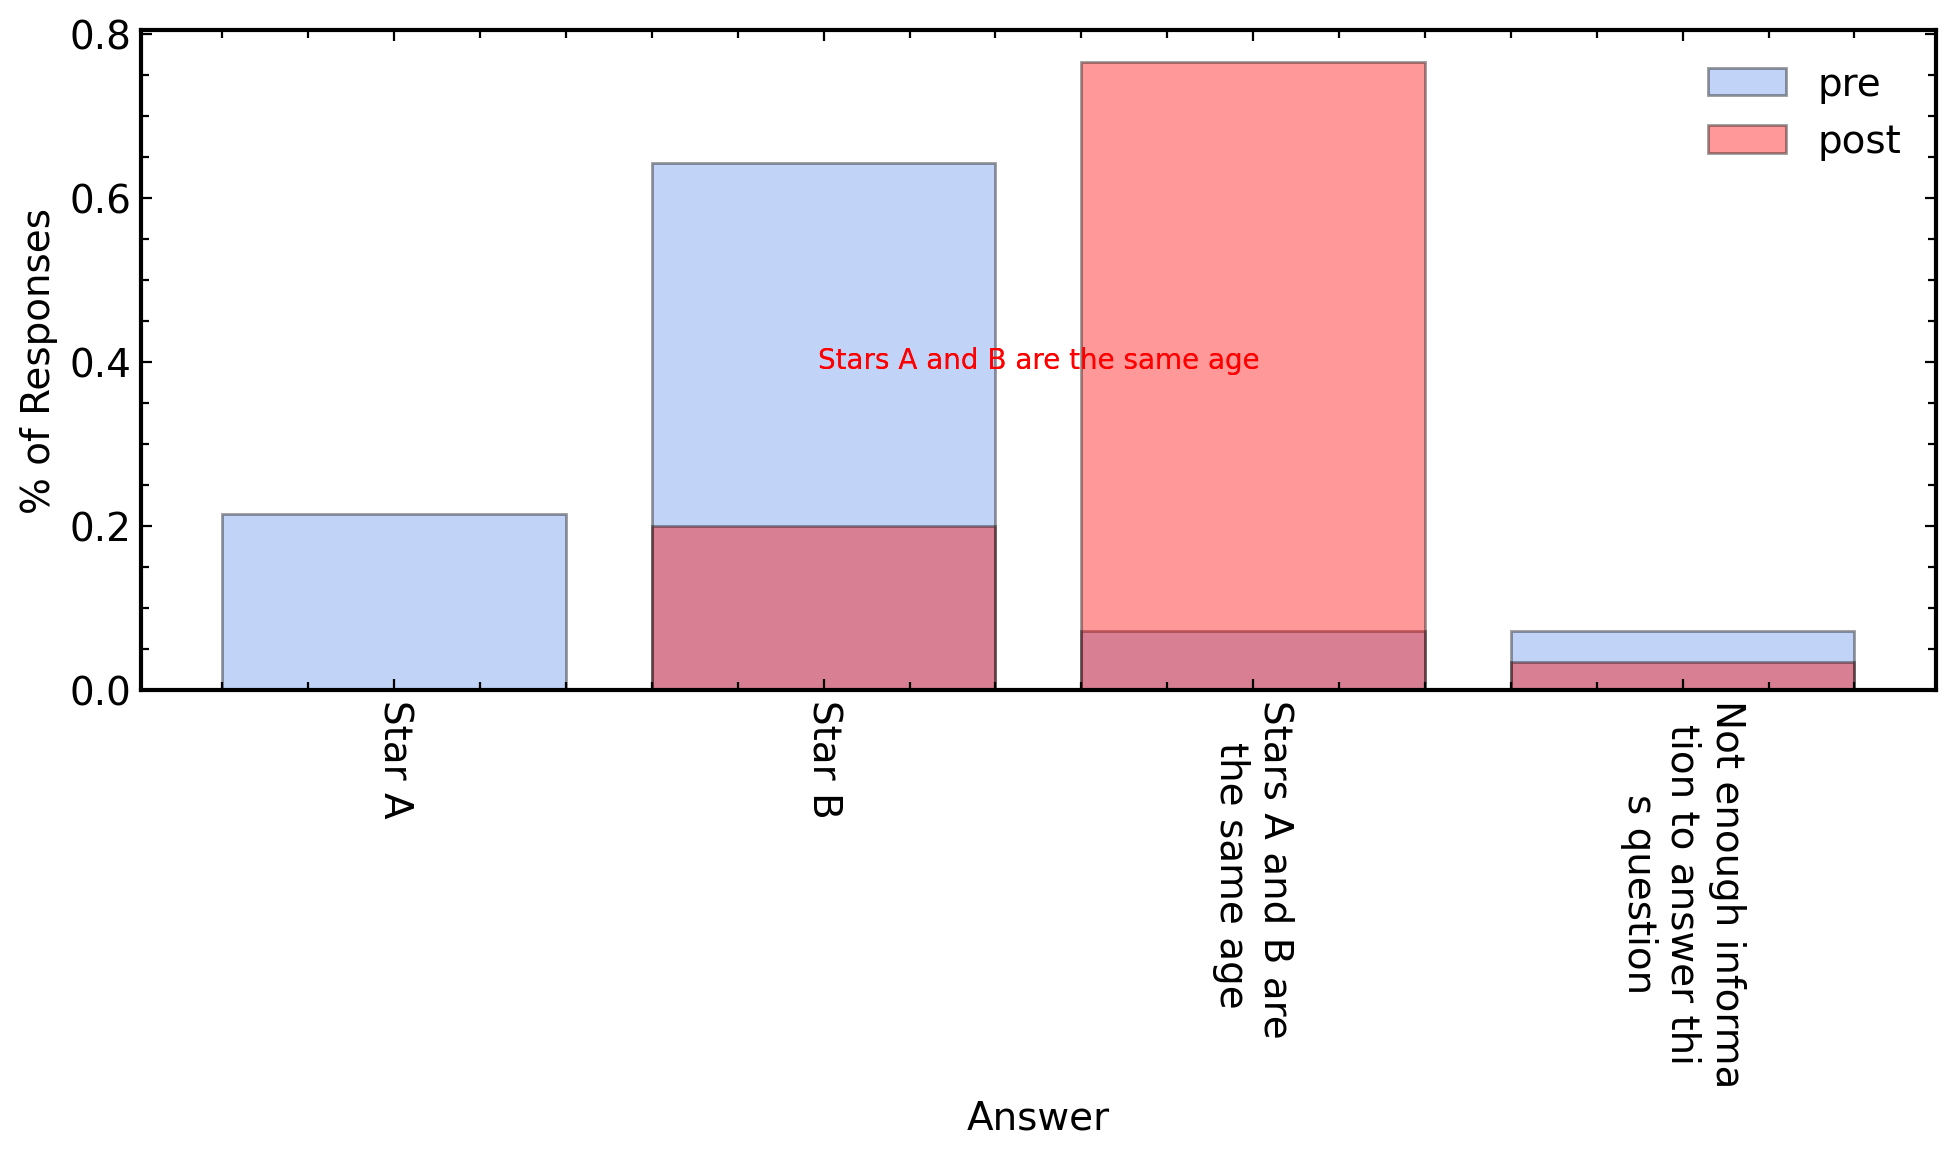 % of Responses
0.8
0.6
0.4
0.2
0.0
pre
post
Stars A and B are the same age
Star A
Star B
Stars A and B are
the same age
Not enough informa
tion to answer thi
s question
Answer